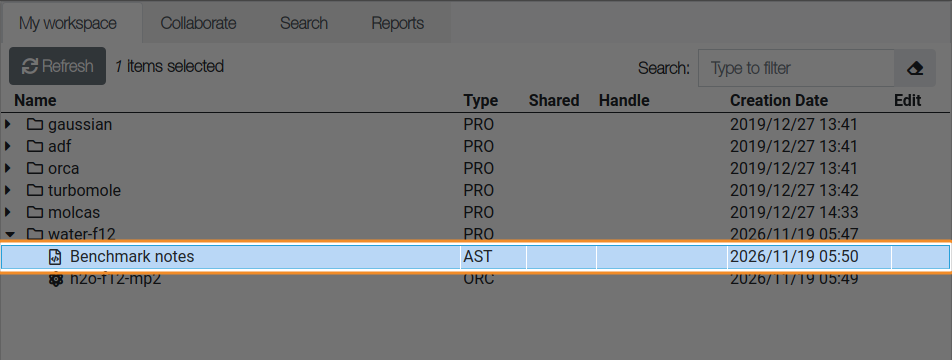 My workspace Collaborate Search Reports
Refresh 1 items selected Search: Type to filter
Name Type Shared Handle Creation Date Edit
gaussian PRO 2019/12/27 13:41
adf PRO 2019/12/27 13:41
orca PRO 2019/12/27 13:41
turbomole PRO 2019/12/27 13:42
molcas PRO 2019/12/27 14:33
water-f12 PRO 2026/11/19 05:47
Benchmark notes AST 2026/11/19 05:50
h2o-f12-mp2 ORC 2026/11/19 05:49